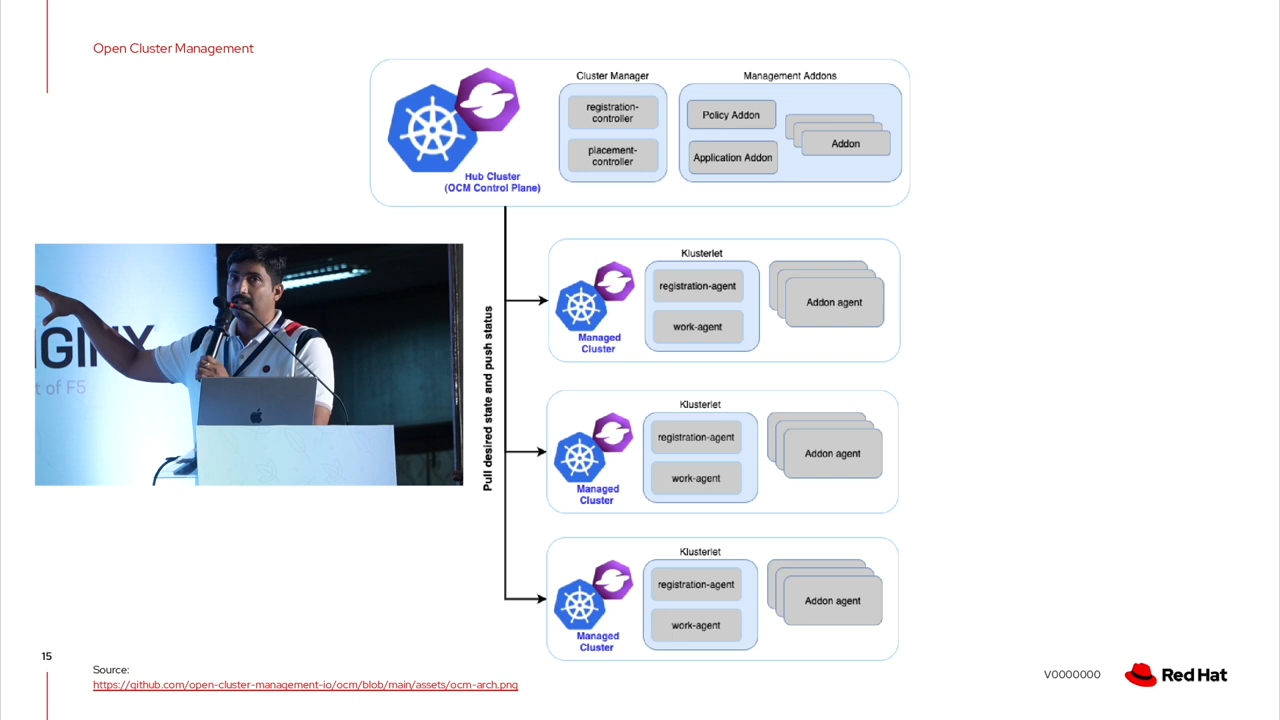 Open Cluster Management
Cluster Manager
Management Addons
registration-
controller
placement-
controller
Policy Addon
Application Addon
Addon
Hub Cluster
(OCM Control Plane)
Pull desired state and push status
Klusterlet
registration-agent
work-agent
Addon agent
Managed
Cluster
Klusterlet
registration-agent
work-agent
Addon agent
Managed
Cluster
Klusterlet
registration-agent
work-agent
Addon agent
Managed
Cluster
t of F5
15
Source:
https://github.com/open-cluster-management-io/ocm/blob/main/assets/ocm-arch.png
V0000000
Red Hat